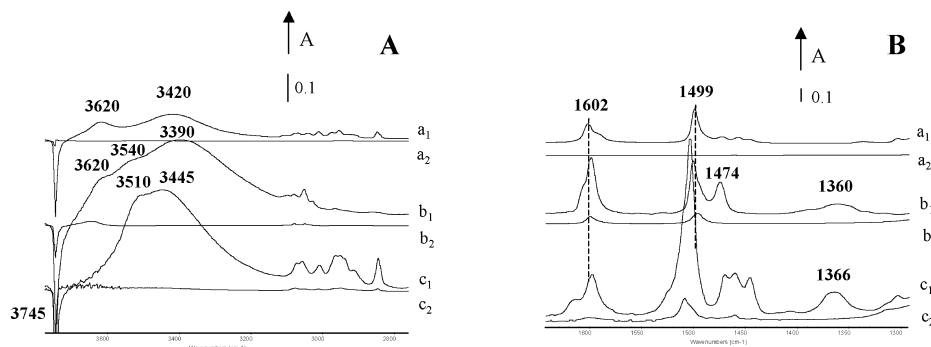 A
A
0.1
3620
3420
3390
3540
3620
3510
3445
3745
a1
a2
b1
b2
c1
c2
3600
3400
3200
3000
2800
A
B
0.1
1602
1499
1474
1360
1366
a1
a2
b
b
c1
c2
1600
1550
1500
1450
1400
1350
1300
Wavenumbers (cm-1)